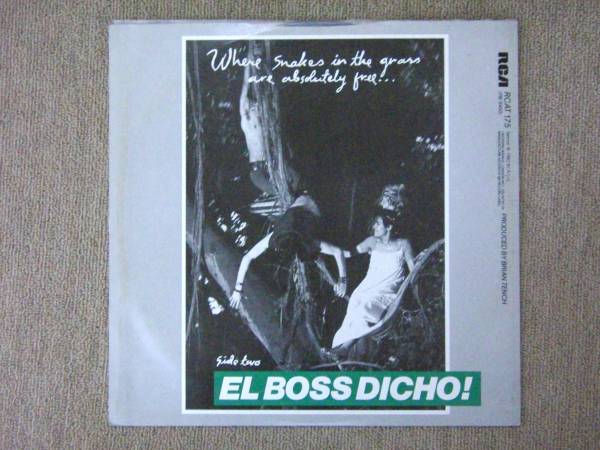 Where snakes in the grass
are absolutely free...
side two
EL BOSS DICHO!
RCA
RCAT 175
PRODUCED BY BRIAN TENCH